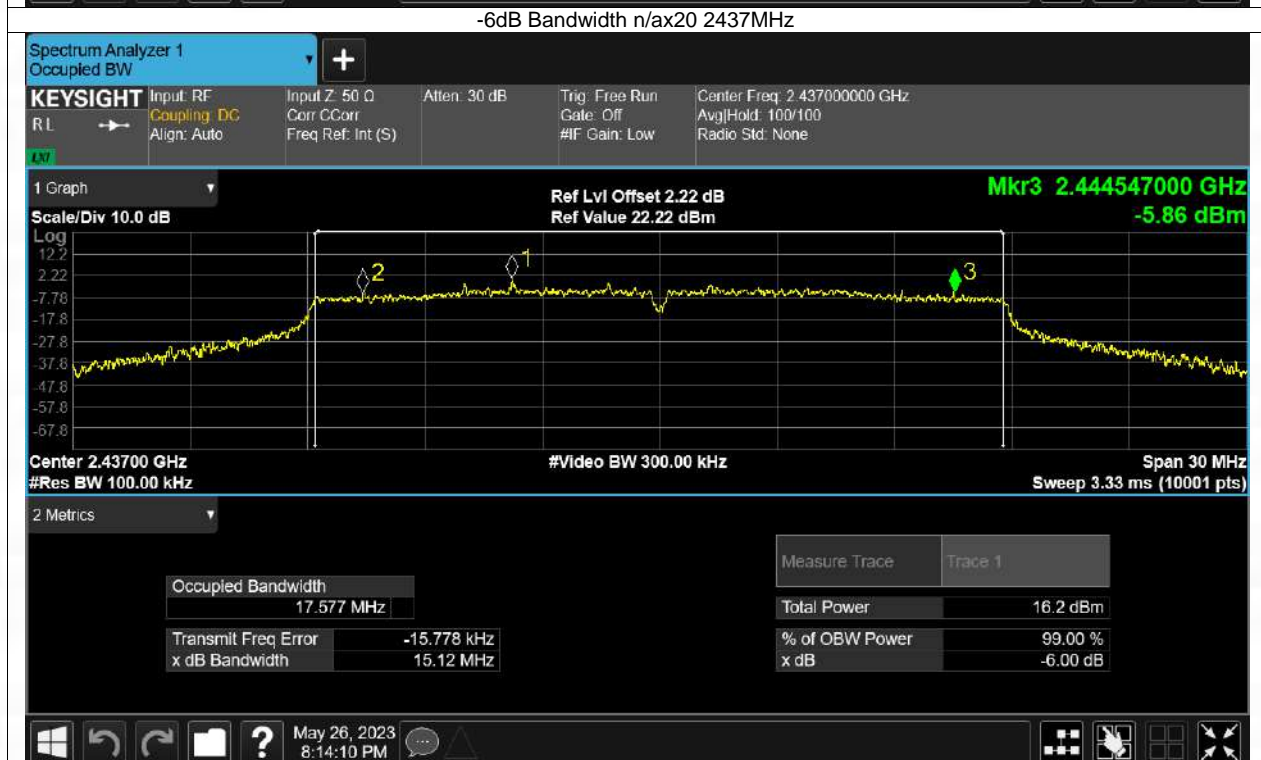 -6dB Bandwidth n/ax20 2437MHz
Spectrum Analyzer 1
Occupied BW
+
KEYSIGHT
RL
LXI
Input: RF
Coupling: DC
Align: Auto
Input Z: 50 Ω
Corr CCorr
Freq Ref: Int (S)
Atten: 30 dB
Trig: Free Run
Gate: Off
#IF Gain: Low
Center Freq: 2.437000000 GHz
Avg|Hold: 100/100
Radio Std: None
1 Graph
Scale/Div 10.0 dB
Ref Lvl Offset 2.22 dB
Ref Value 22.22 dBm
Mkr3 2.444547000 GHz
-5.86 dBm
Log
12.2
2.22
-7.78
-17.8
-27.8
-37.8
-47.8
-57.8
-67.8
2
1
3
Center 2.43700 GHz
#Res BW 100.00 kHz
#Video BW 300.00 kHz
Span 30 MHz
Sweep 3.33 ms (10001 pts)
2 Metrics
Measure Trace Trace 1
Occupied Bandwidth
17.577 MHz
Total Power 16.2 dBm
Transmit Freq Error -15.778 kHz
% of OBW Power 99.00 %
x dB Bandwidth 15.12 MHz
x dB -6.00 dB
?
May 26, 2023
8:14:10 PM